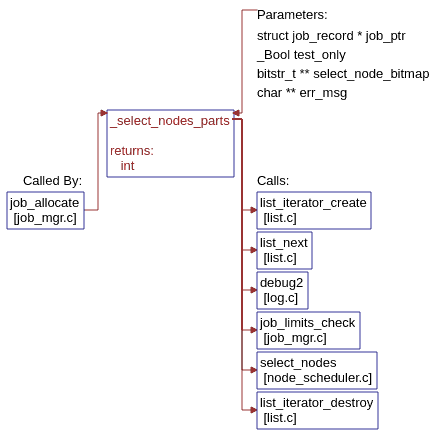 Parameters:
struct job_record * job_ptr
_Bool test_only
bitstr_t ** select_node_bitmap
char ** err_msg
_select_nodes_parts
returns:
int
Called By:
job_allocate
[job_mgr.c]
Calls:
list_iterator_create
[list.c]
list_next
[list.c]
debug2
[log.c]
job_limits_check
[job_mgr.c]
select_nodes
[node_scheduler.c]
list_iterator_destroy
[list.c]